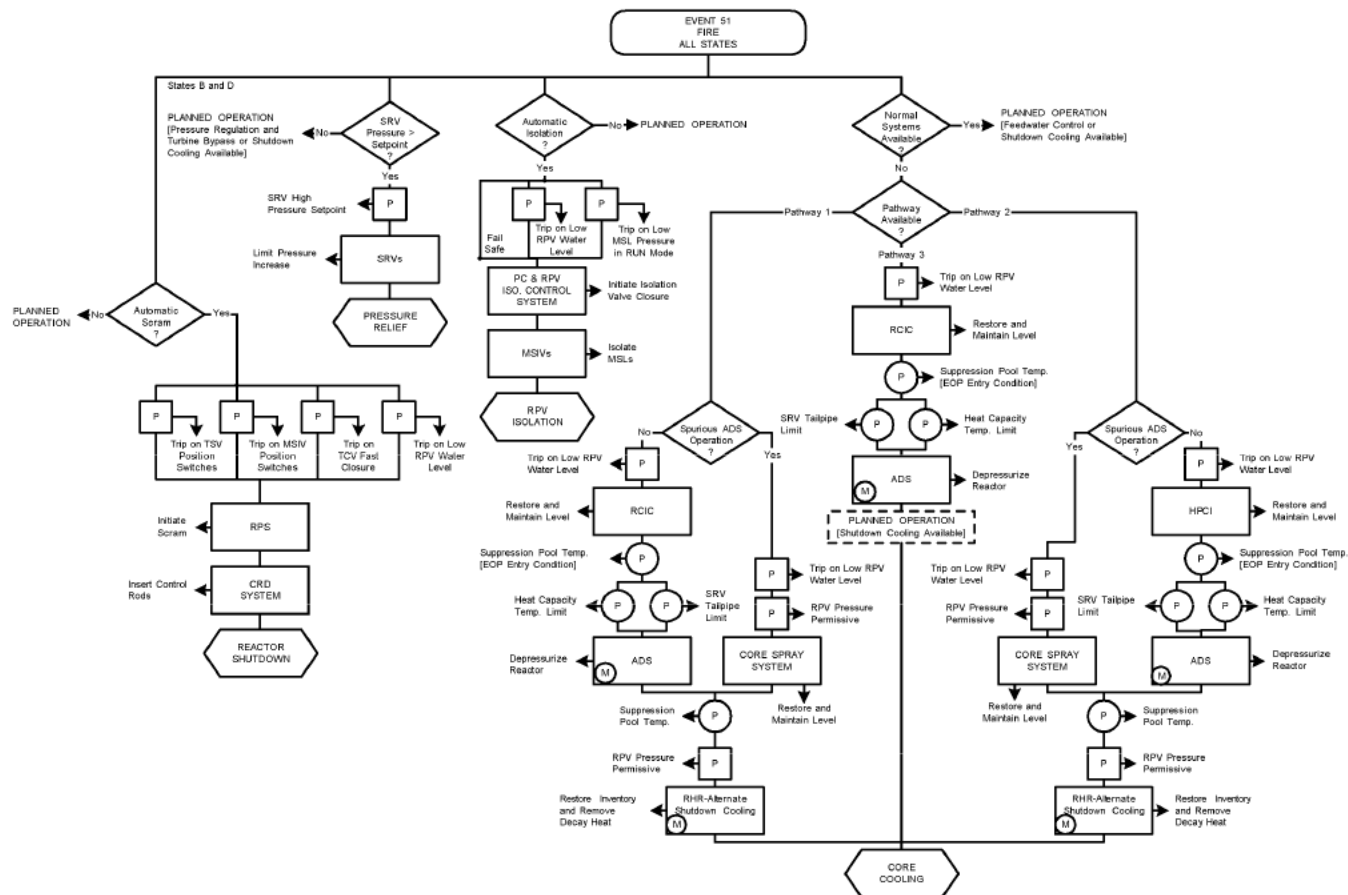 EVENT 51
FIRE
ALL STATES
States B and D
PLANNED OPERATION
[Pressure Regulation and
Turbine Bypass or Shutdown
Cooling Available]
No
SRV
Pressure >
Setpoint
?
Yes
SRV High
Pressure Setpoint
P
Limit Pressure
Increase
SRVs
PRESSURE
RELIEF
Automatic
Isolation
?
No
PLANNED OPERATION
Yes
P
P
Fail
Safe
Trip on Low
RPV Water
Level
Trip on Low
MSL Pressure
in RUN Mode
PC & RPV
ISO. CONTROL
SYSTEM
Initiate Isolation
Valve Closure
MSIVs
Isolate
MSLs
RPV
ISOLATION
Normal
Systems
Available
?
Yes
PLANNED OPERATION
[Feedwater Control or
Shutdown Cooling Available]
No
Pathway 1
Pathway
Available
?
Pathway 2
Pathway 3
PLANNED
OPERATION
No
Automatic
Scram
?
Yes
P
P
P
P
Trip on TSV
Position
Switches
Trip on MSIV
Position
Switches
Trip on
TCV Fast
Closure
Trip on Low
RPV Water
Level
Initiate
Scram
RPS
Insert Control
Rods
CRD
SYSTEM
REACTOR
SHUTDOWN
P
Trip on Low RPV
Water Level
RCIC
Restore and
Maintain Level
P
Suppression Pool Temp.
[EOP Entry Condition]
SRV Tailpipe
Limit
P
P
Heat Capacity
Temp. Limit
ADS
M
Depressurize
Reactor
PLANNED OPERATION
[Shutdown Cooling Available]
No
Spurious ADS
Operation
?
Yes
Trip on Low RPV
Water Level
P
Restore and
Maintain Level
RCIC
Suppression Pool Temp.
[EOP Entry Condition]
P
Heat Capacity
Temp. Limit
P
P
SRV
Tailpipe
Limit
Depressurize
Reactor
ADS
M
P
Trip on Low RPV
Water Level
P
RPV Pressure
Permissive
CORE SPRAY
SYSTEM
Restore and
Maintain Level
Suppression
Pool Temp.
P
RPV Pressure
Permissive
P
Restore Inventory
and Remove
Decay Heat
RHR-Alternate
Shutdown Cooling
M
Yes
Spurious ADS
Operation
?
No
Trip on Low RPV
Water Level
P
RPV Pressure
Permissive
P
CORE SPRAY
SYSTEM
Restore and
Maintain Level
P
Trip on Low RPV
Water Level
HPCI
Restore and
Maintain Level
P
Suppression Pool Temp.
[EOP Entry Condition]
SRV Tailpipe
Limit
P
P
Heat Capacity
Temp. Limit
ADS
M
Depressurize
Reactor
P
Suppression
Pool Temp.
P
RPV Pressure
Permissive
RHR-Alternate
Shutdown Cooling
M
Restore Inventory
and Remove
Decay Heat
CORE
COOLING